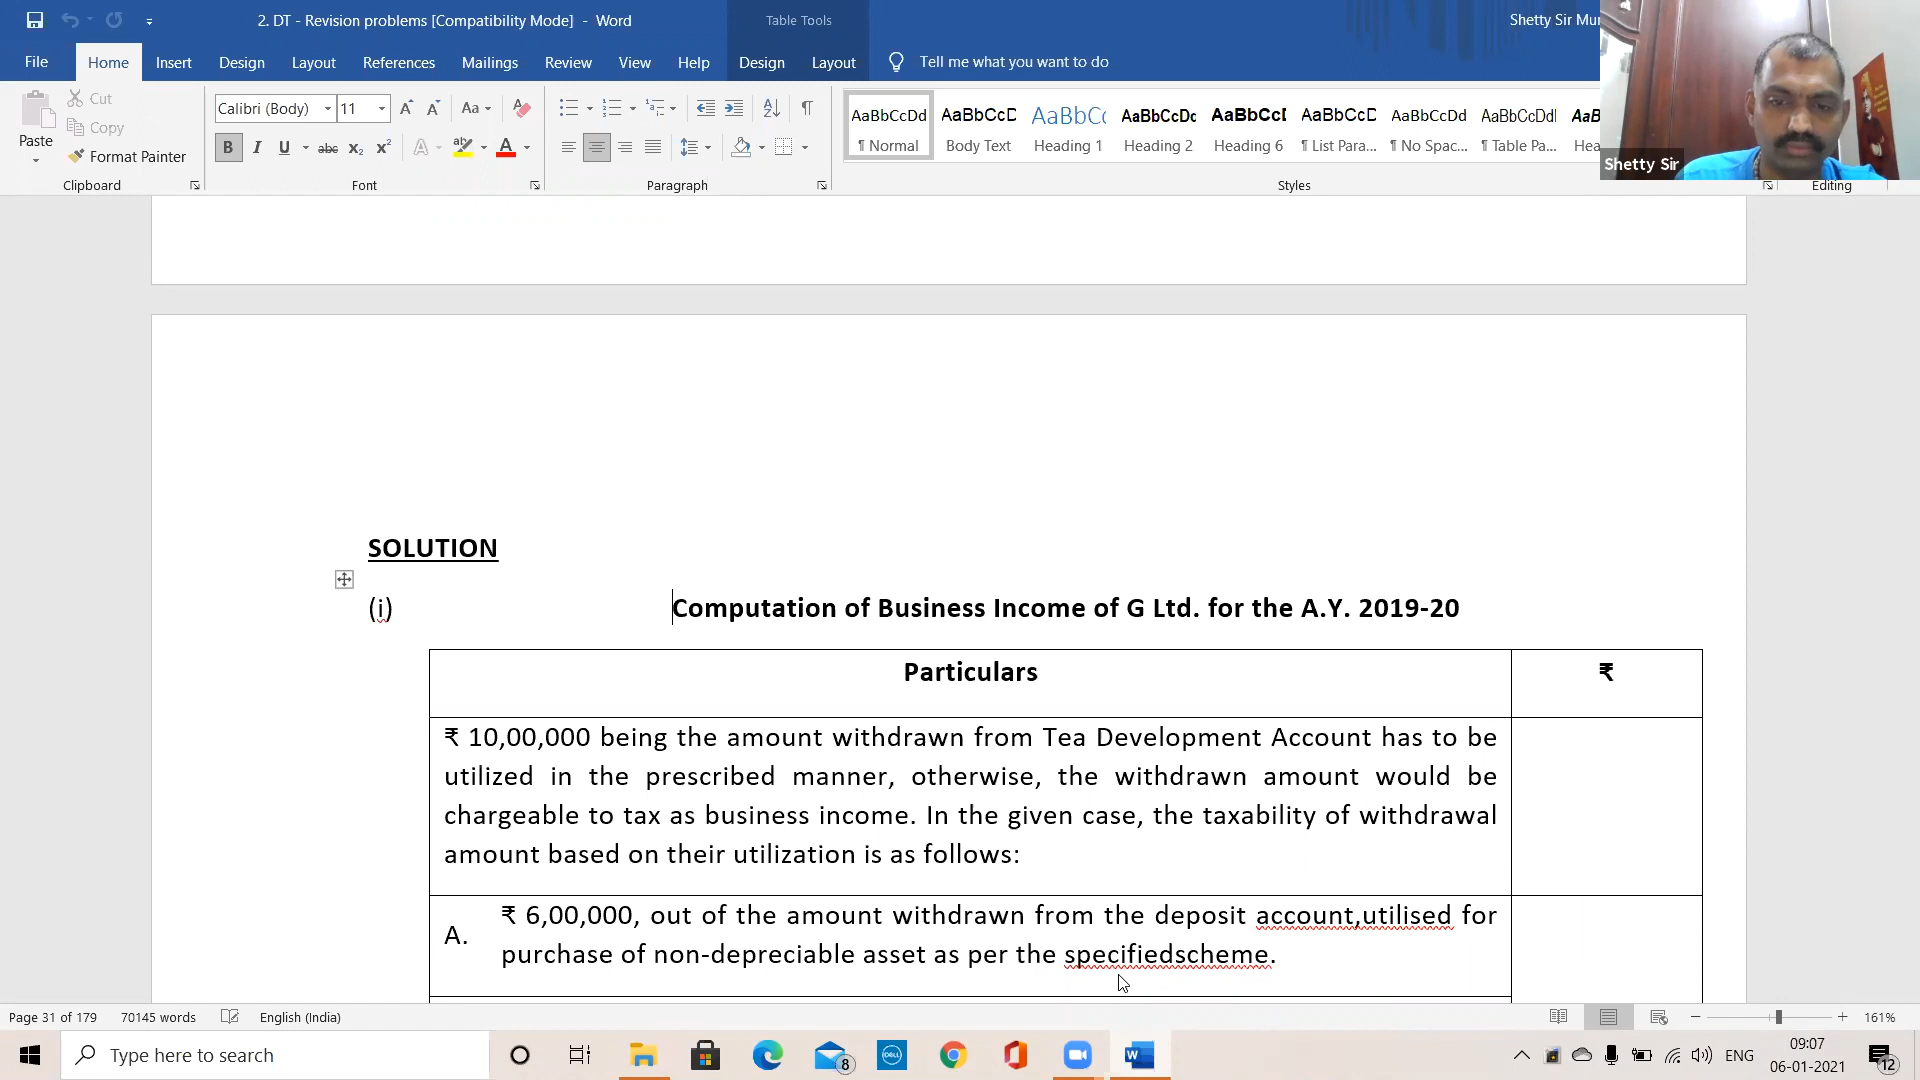 2. DT - Revision problems [Compatibility Mode] - Word
Table Tools
Shetty Sir
File Home Insert Design Layout References Mailings Review View Help Design Layout Tell me what you want to do
Paste
Cut
Copy
Format Painter
Clipboard
Calibri (Body) 11
Font
Paragraph
AaBbCcDd AaBbCcD AaBbCc AaBbCcDc AaBbCcI AaBbCcD AaBbCcDd AaBbCcDdI AaB
¶ Normal Body Text Heading 1 Heading 2 Heading 6 ¶ List Para... ¶ No Spac... ¶ Table Pa... Hea
Styles
Editing
Shetty Sir
SOLUTION
(i) Computation of Business Income of G Ltd. for the A.Y. 2019-20
Particulars ₹
₹ 10,00,000 being the amount withdrawn from Tea Development Account has to be
utilized in the prescribed manner, otherwise, the withdrawn amount would be
chargeable to tax as business income. In the given case, the taxability of withdrawal
amount based on their utilization is as follows:
A. ₹ 6,00,000, out of the amount withdrawn from the deposit account,utilised for
purchase of non-depreciable asset as per the specifiedscheme.
Page 31 of 179 70145 words English (India) 161%
Type here to search
8
DELL
ENG
09:07
06-01-2021
12